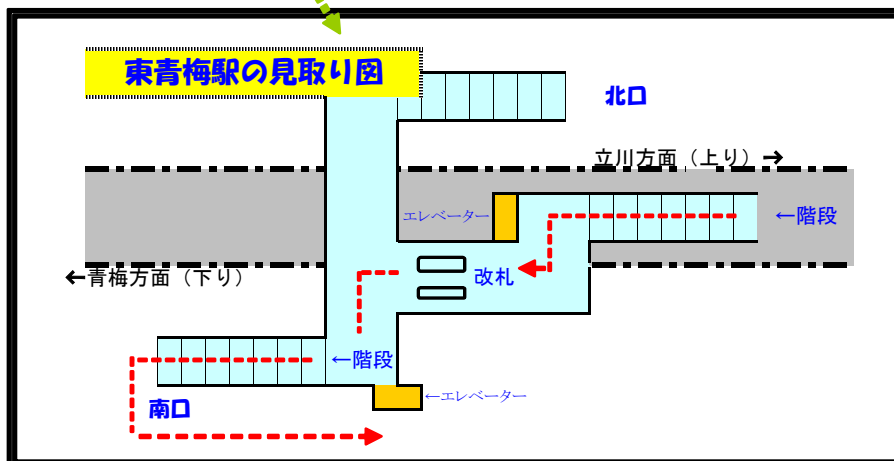 東青梅駅の見取り図
北口
立川方面（上り）→
エレベーター
←階段
←青梅方面（下り）
改札
←階段
←エレベーター
南口